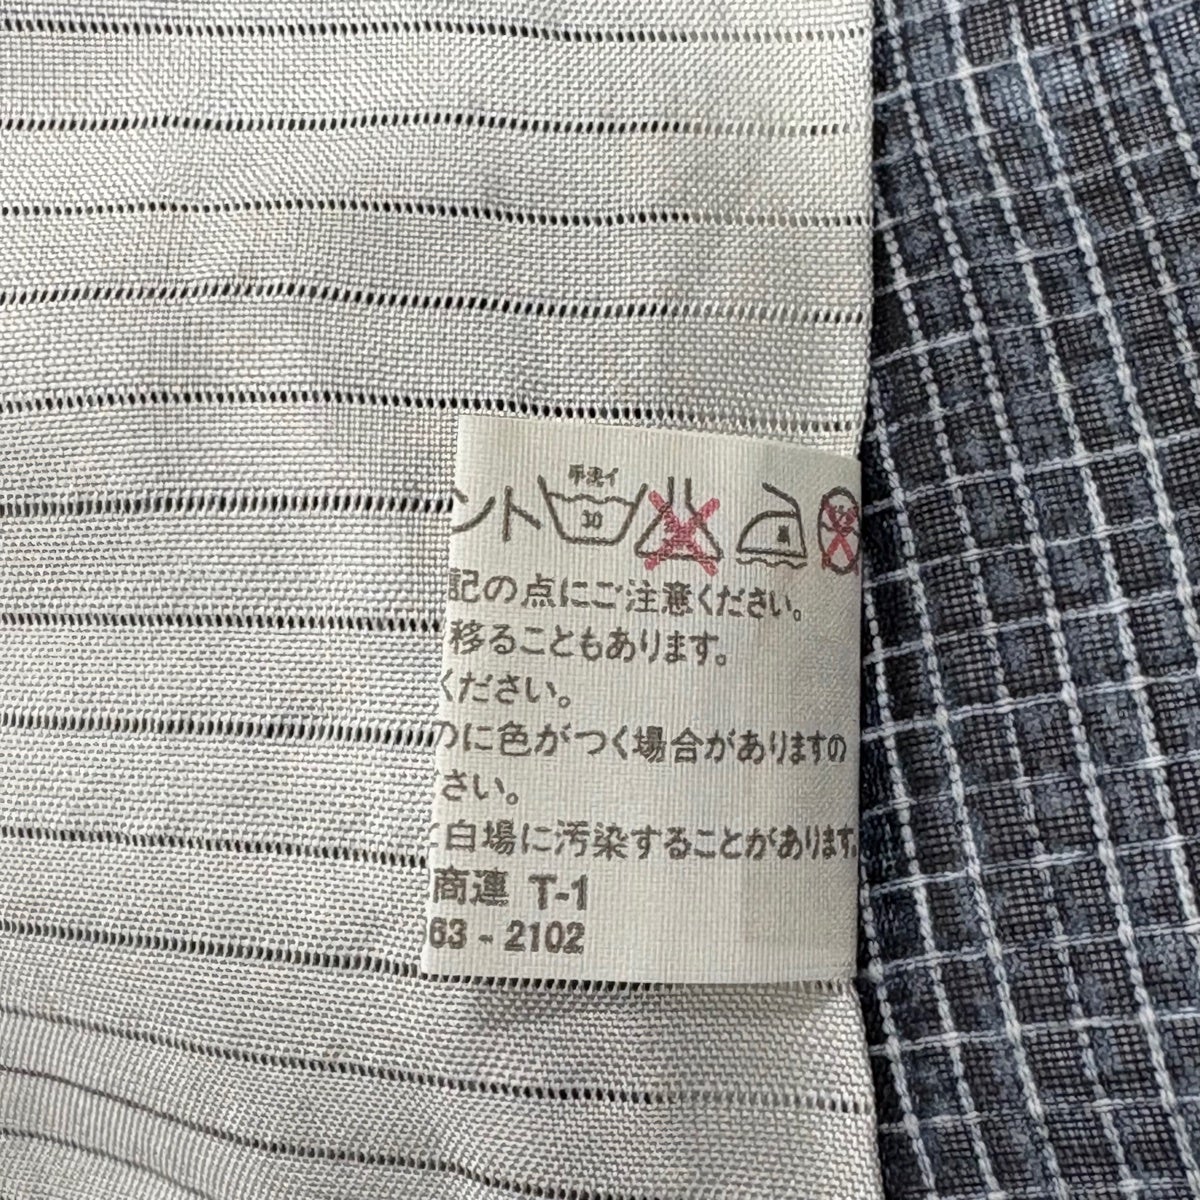 手洗イ
ント 30
記の点にご注意ください。
移ることもあります。
ください。
のに色がつく場合がありますの
ださい。
白場に汚染することがあります。
商連 T-1
63-2102